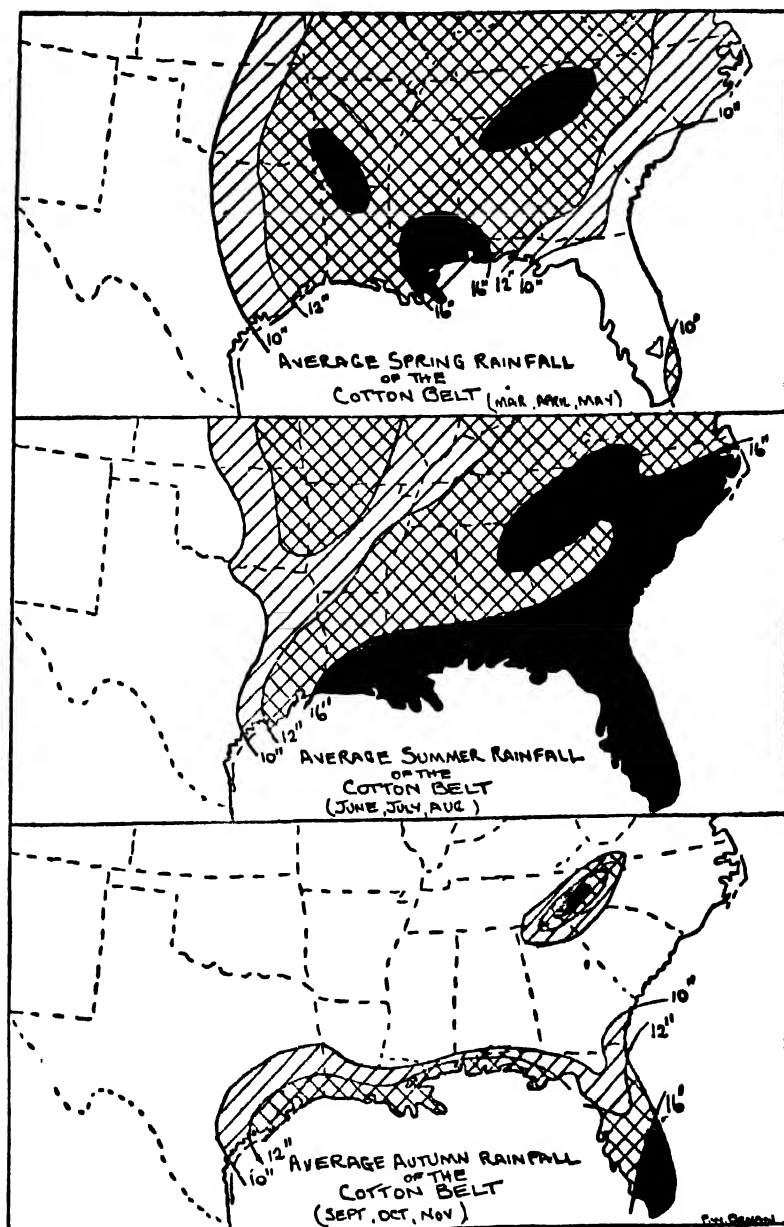 10"
10"
12"
16"
16" 12" 10"
10"
AVERAGE SPRING RAINFALL
OF THE
COTTON BELT (MAR, APRIL, MAY)
16"
16"
12"
10"
AVERAGE SUMMER RAINFALL
OF THE
COTTON BELT
(JUNE, JULY, AUG)
10"
12"
16"
12"
10"
AVERAGE AUTUMN RAINFALL
OF THE
COTTON BELT
(SEPT, OCT, NOV)